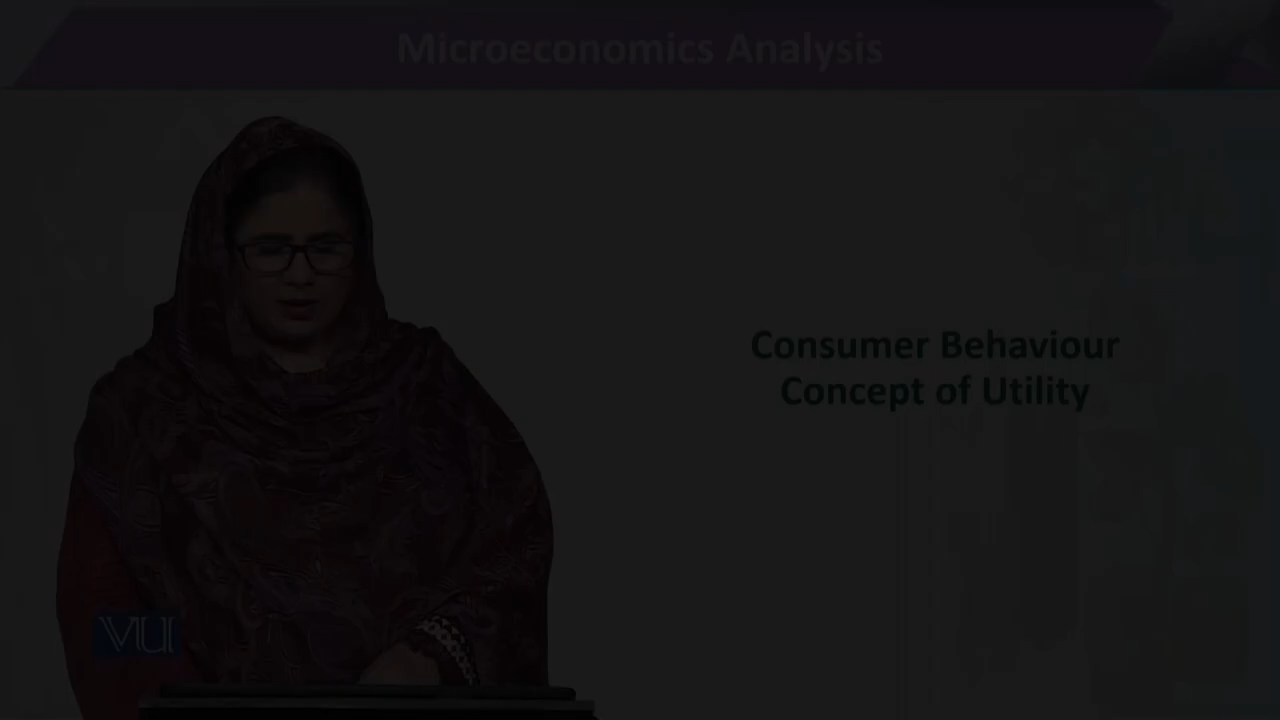 Microeconomics Analysis
Consumer Behaviour
Concept of Utility
VU